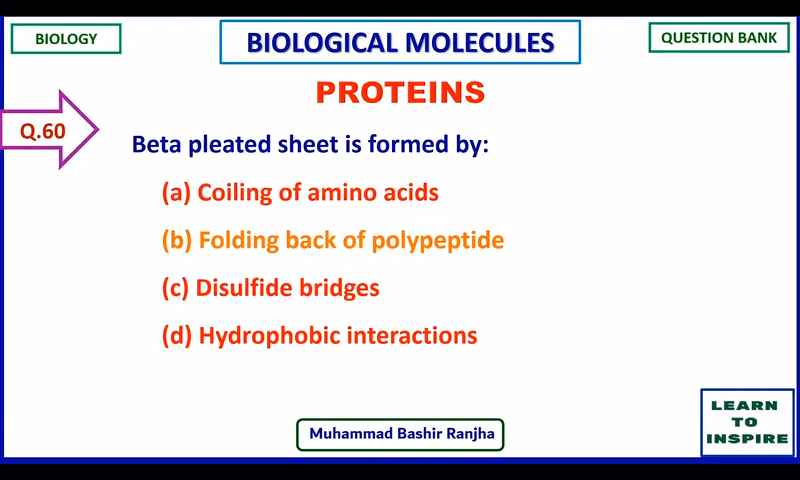 BIOLOGY
BIOLOGICAL MOLECULES
QUESTION BANK
PROTEINS
Q.60
Beta pleated sheet is formed by:
(a) Coiling of amino acids
(b) Folding back of polypeptide
(c) Disulfide bridges
(d) Hydrophobic interactions
Muhammad Bashir Ranjha
LEARN
TO
INSPIRE